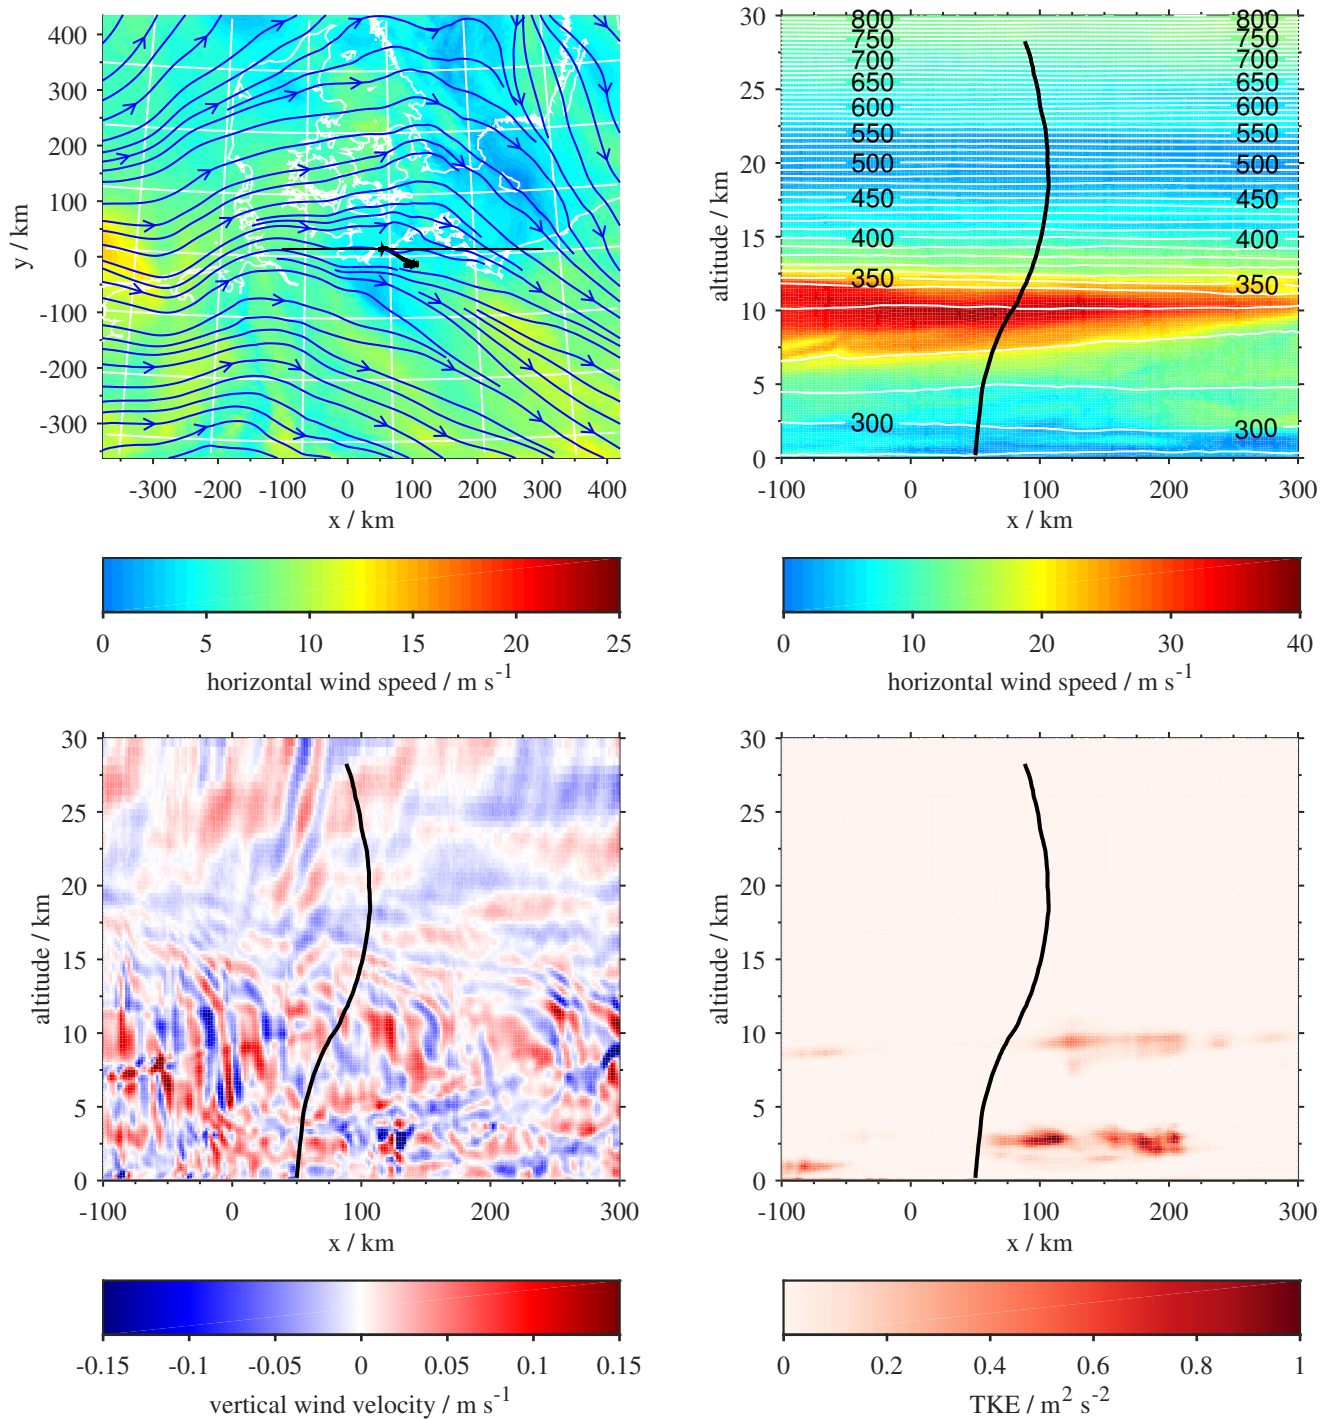 400
300
200
100
0
-100
-200
-300
y / km
-300 -200 -100 0 100 200 300 400
x / km
0 5 10 15 20 25
horizontal wind speed / m s-1
30
25
20
15
10
5
0
altitude / km
800 800
750 750
700 700
650 650
600 600
550 550
500 500
450 450
400 400
350 350
300 300
-100 0 100 200 300
x / km
0 10 20 30 40
horizontal wind speed / m s-1
30
25
20
15
10
5
0
altitude / km
-100 0 100 200 300
x / km
-0.15 -0.1 -0.05 0 0.05 0.1 0.15
vertical wind velocity / m s-1
30
25
20
15
10
5
0
altitude / km
-100 0 100 200 300
x / km
0 0.2 0.4 0.6 0.8 1
TKE / m2 s-2